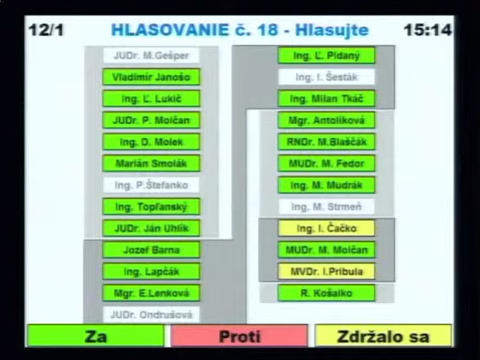 12/1
HLASOVANIE č. 18 - Hlasujte
15:14
JUDr. M.Gešper
Vladimír Janošo
Ing. Ľ. Lukič
JUDr. P. Molčan
Ing. D. Molek
Marián Smolák
Ing. P.Štefanko
Ing. Topľanský
JUDr. Ján Uhlík
Jozef Barna
Ing. Lapčák
Mgr. E.Lenková
JUDr. Ondrušová
Ing. Ľ. Pidaný
Ing. I. Šesták
Ing. Milan Tkáč
Mgr. Antolíková
RNDr. M.Blaščák
MUDr. M. Fedor
Ing. M. Mudrák
Ing. M. Strmeň
Ing. I. Čačko
MUDr. M. Molčan
MVDr. I.Pribula
R. Košalko
Za
Proti
Zdržalo sa